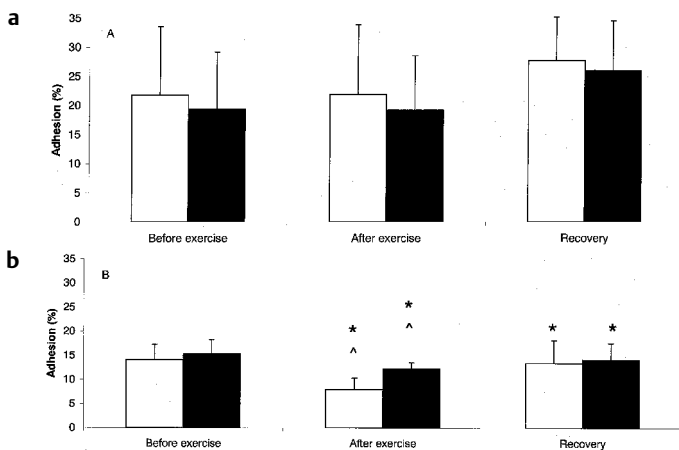 a
A
Adhesion (%)
35
30
25
20
15
10
5
0
Before exercise
After exercise
Recovery
b
B
Adhesion (%)
35
30
25
20
15
10
5
0
*
^
*
^
*
*
Before exercise
After exercise
Recovery